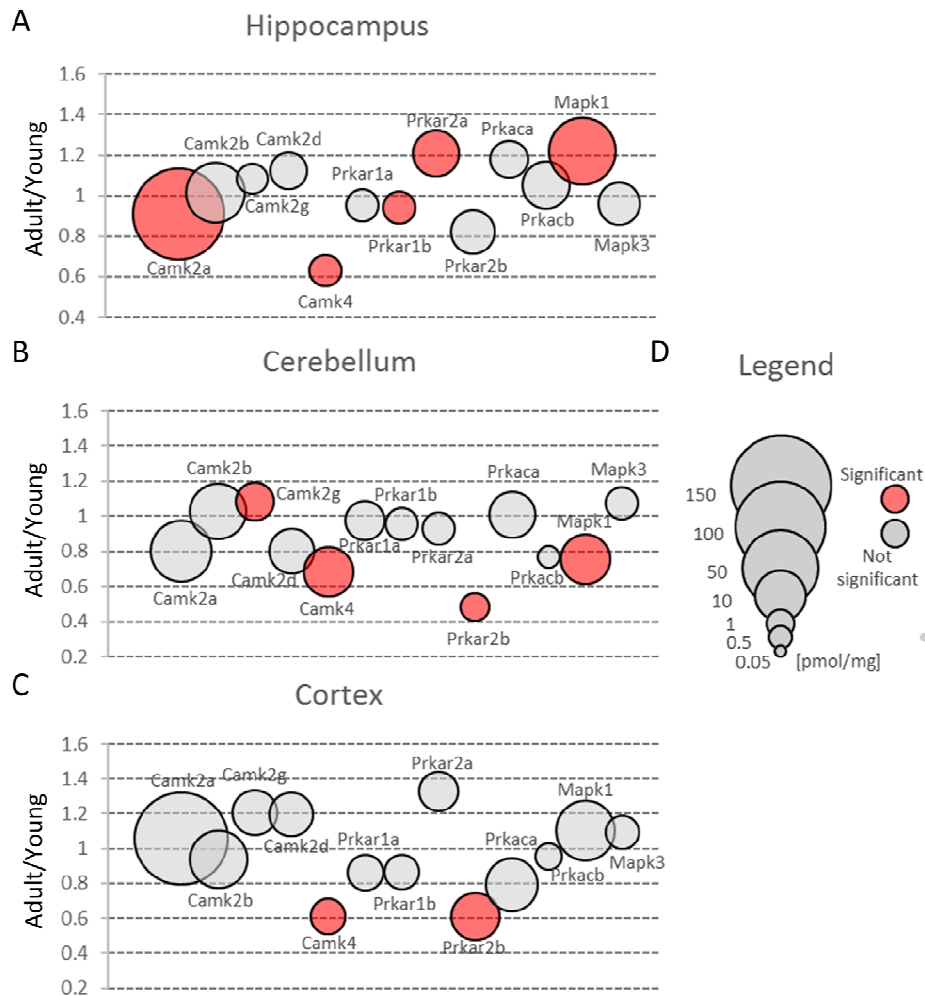 A
Hippocampus
Adult/Young
1.6
1.4
1.2
1
0.8
0.6
0.4
Camk2a
Camk2b
Camk2g
Camk2d
Camk4
Prkar1a
Prkar1b
Prkar2a
Prkar2b
Prkaca
Prkacb
Mapk1
Mapk3
B
Cerebellum
Adult/Young
1.6
1.4
1.2
1
0.8
0.6
0.4
0.2
Camk2a
Camk2b
Camk2g
Camk2d
Camk4
Prkar1a
Prkar1b
Prkar2a
Prkar2b
Prkaca
Prkacb
Mapk1
Mapk3
D
Legend
150
100
50
10
1
0.5
0.05
[pmol/mg]
Significant
Not
significant
C
Cortex
Adult/Young
1.6
1.4
1.2
1
0.8
0.6
0.4
0.2
Camk2a
Camk2b
Camk2g
Camk2d
Camk4
Prkar1a
Prkar1b
Prkar2a
Prkar2b
Prkaca
Prkacb
Mapk1
Mapk3